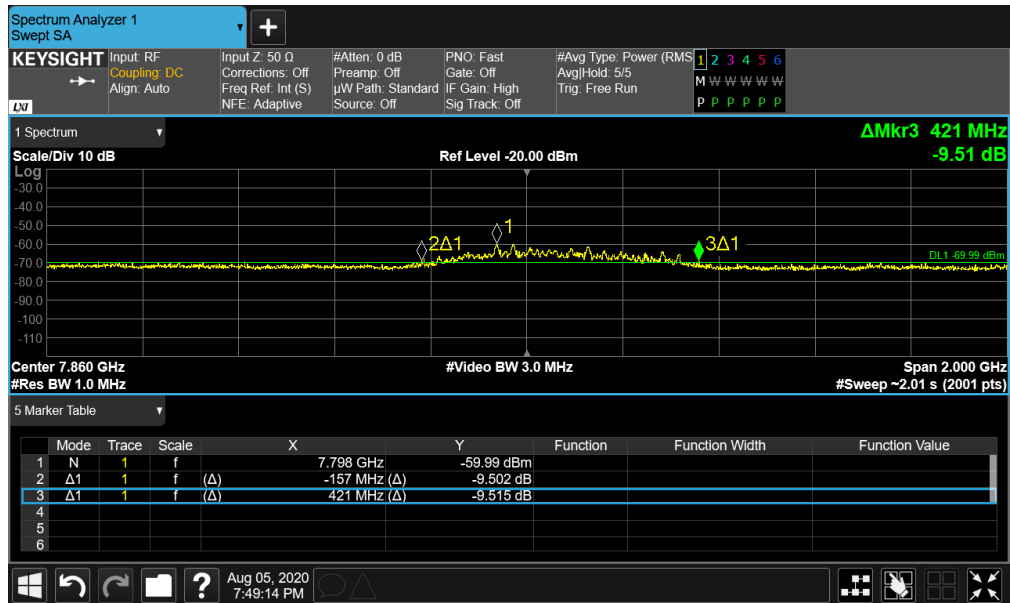 Spectrum Analyzer 1
Swept SA
+
KEYSIGHT
LXI
Input: RF
Coupling: DC
Align: Auto
Input Z: 50 Ω
Corrections: Off
Freq Ref: Int (S)
NFE: Adaptive
#Atten: 0 dB
Preamp: Off
µW Path: Standard
Source: Off
PNO: Fast
Gate: Off
IF Gain: High
Sig Track: Off
#Avg Type: Power (RMS
Avg|Hold: 5/5
Trig: Free Run
1 2 3 4 5 6
M W W W W W
P P P P P P
1 Spectrum
ΔMkr3 421 MHz
-9.51 dB
Scale/Div 10 dB
Ref Level -20.00 dBm
Log
-30.0
-40.0
-50.0
-60.0
-70.0
-80.0
-90.0
-100
-110
2Δ1
1
3Δ1
DL1 -69.99 dBm
Center 7.860 GHz
#Video BW 3.0 MHz
Span 2.000 GHz
#Res BW 1.0 MHz
#Sweep ~2.01 s (2001 pts)
5 Marker Table
Mode Trace Scale X Y Function Function Width Function Value
1 N 1 f 7.798 GHz -59.99 dBm
2 Δ1 1 f (Δ) -157 MHz (Δ) -9.502 dB
3 Δ1 1 f (Δ) 421 MHz (Δ) -9.515 dB
4
5
6
?
Aug 05, 2020
7:49:14 PM